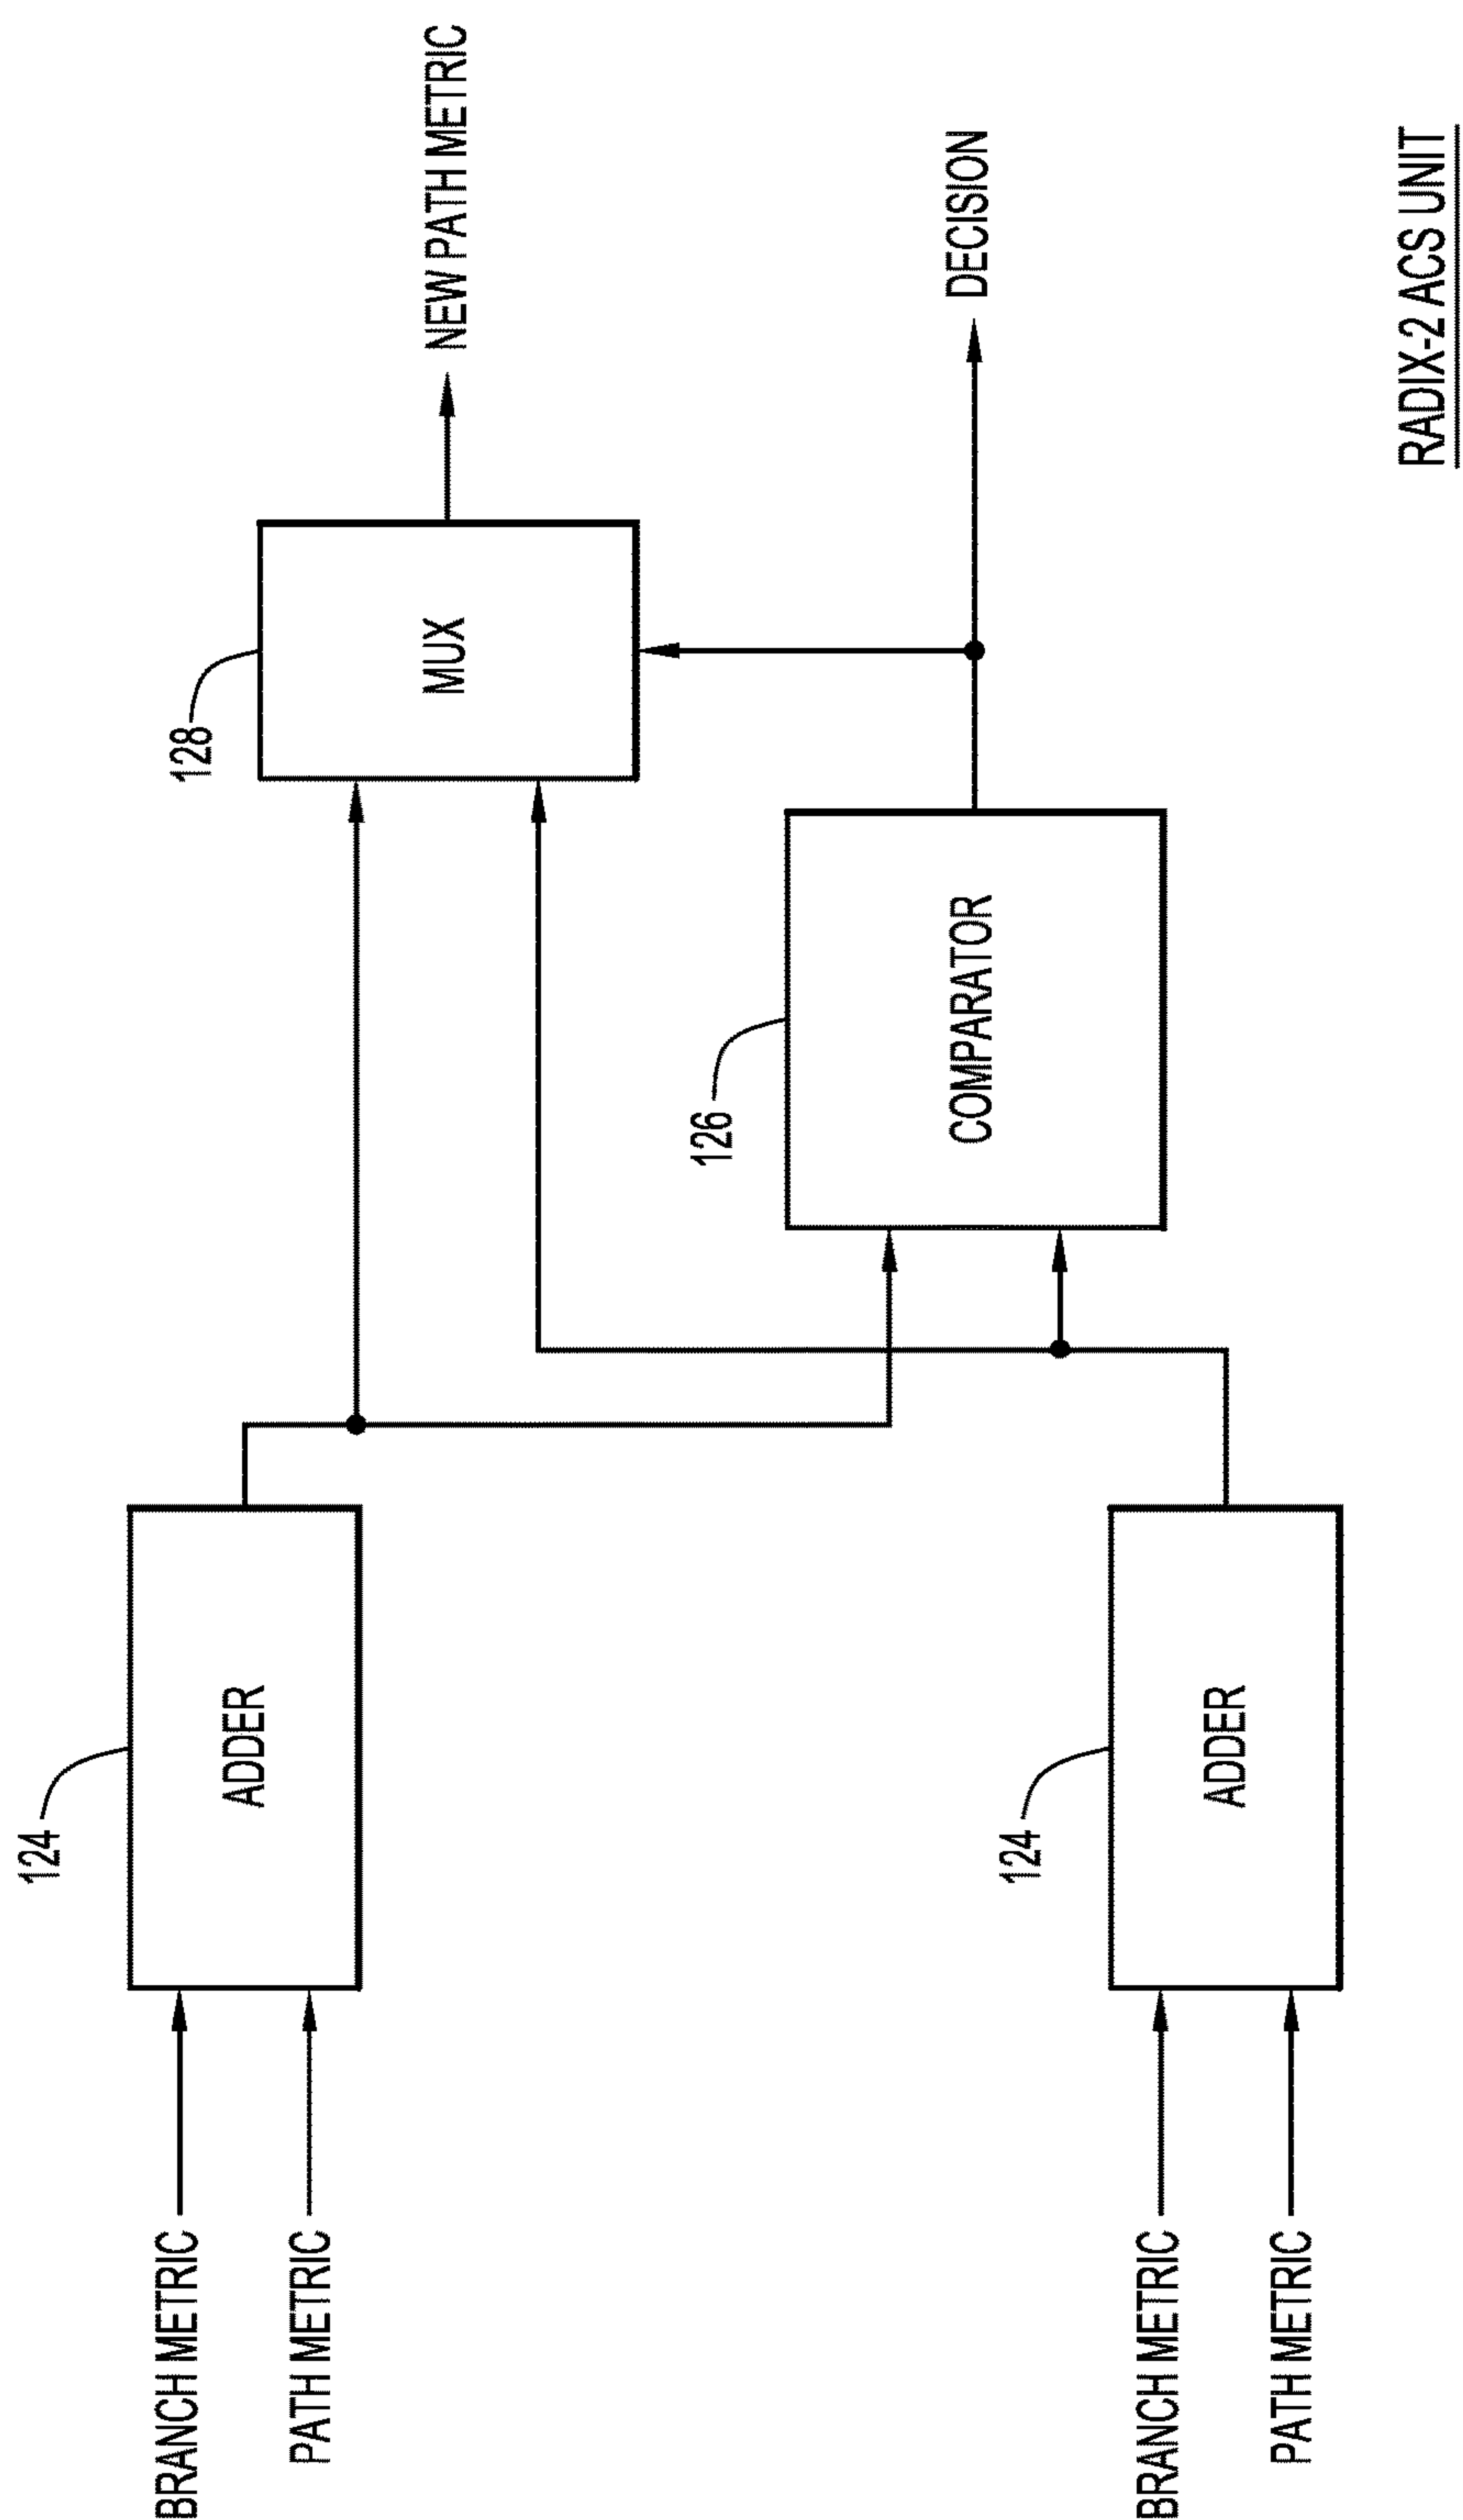 128
MUX
NEW PATH METRIC
124
ADDER
BRANCH METRIC
PATH METRIC
126
COMPARATOR
DECISION
124
ADDER
BRANCH METRIC
PATH METRIC
RADIX-2 ACS UNIT